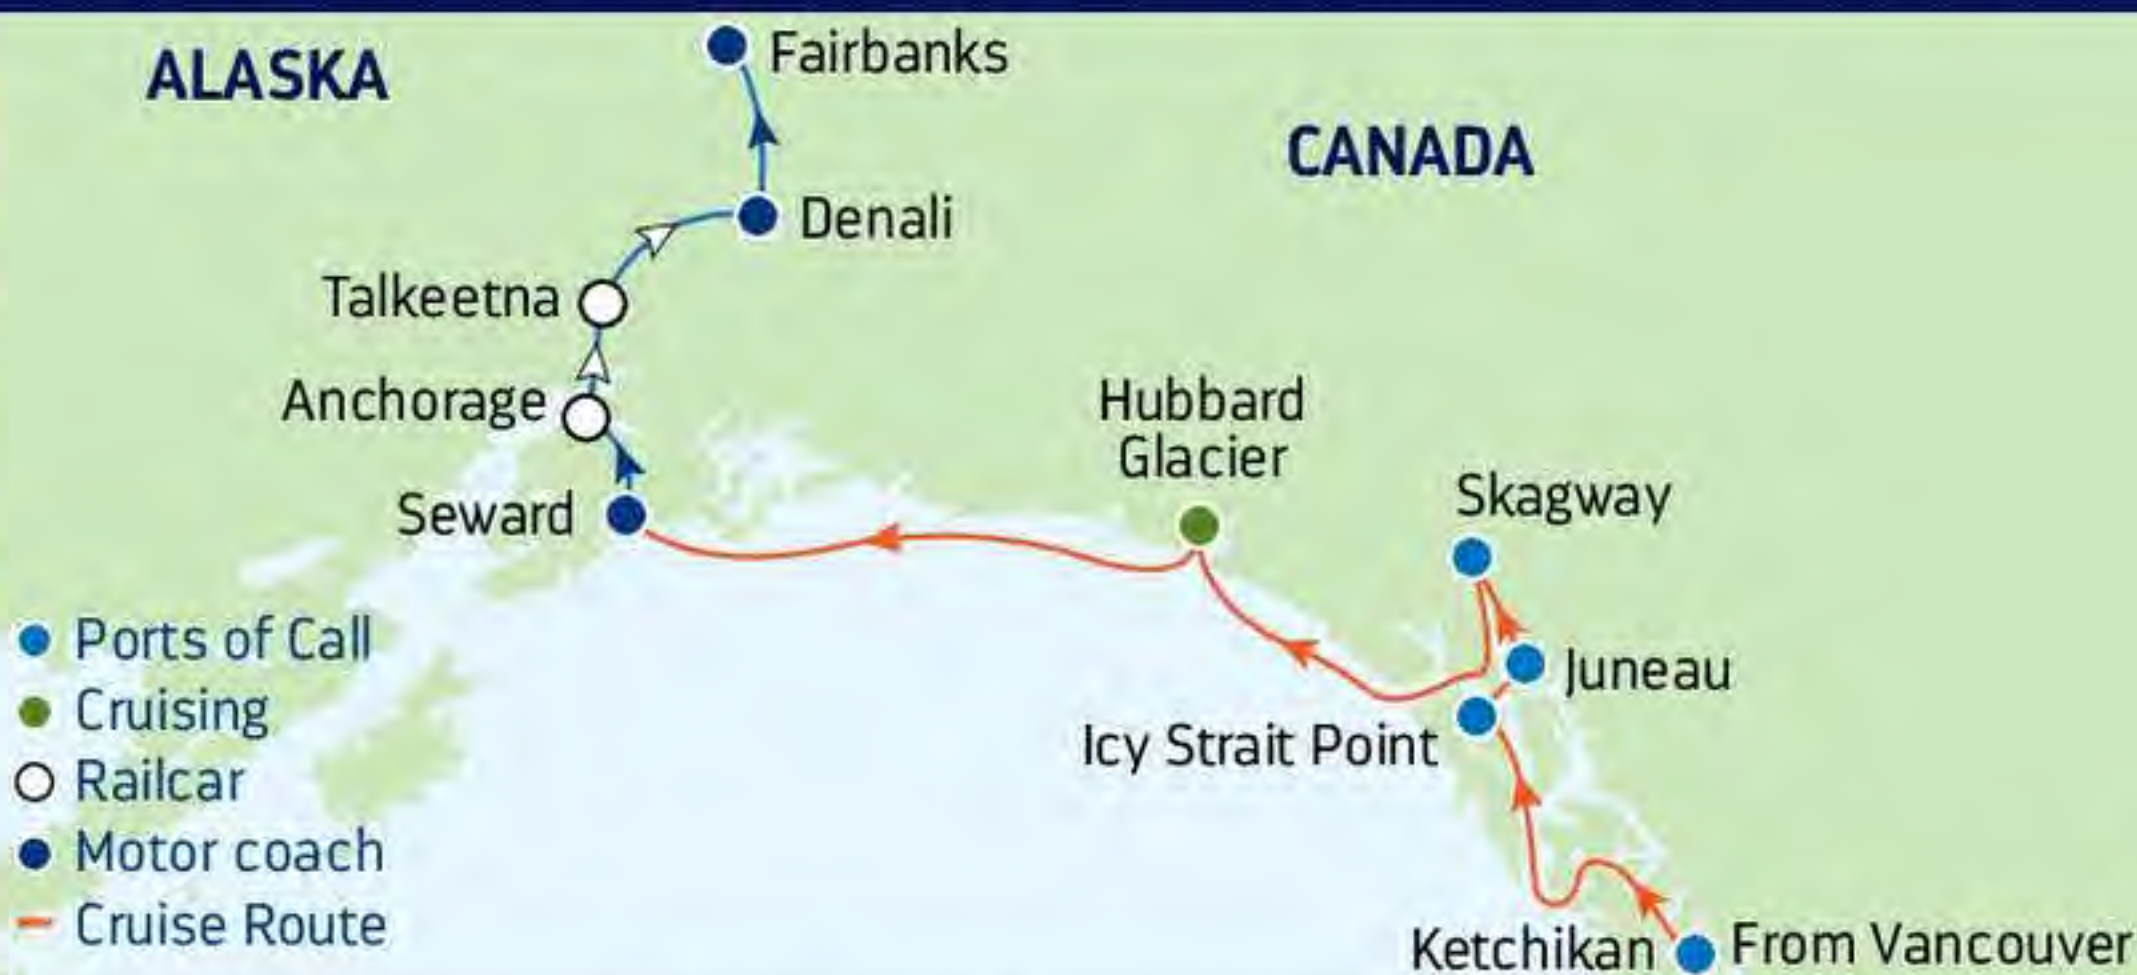 ALASKA
Fairbanks
CANADA
Denali
Talkeetna
Anchorage
Hubbard
Glacier
Seward
Skagway
Juneau
Icy Strait Point
Ketchikan
From Vancouver
Ports of Call
Cruising
Railcar
Motor coach
Cruise Route